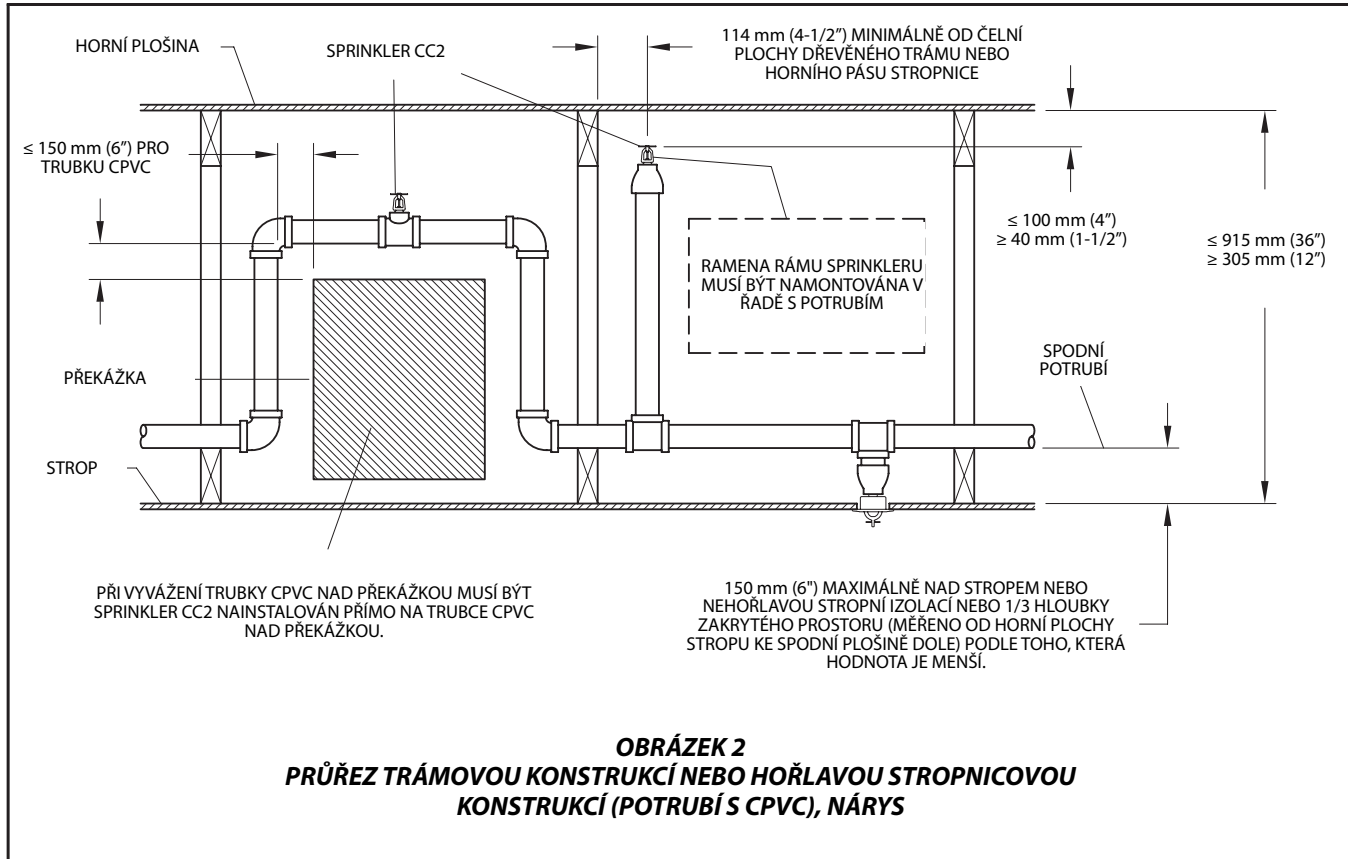 HORNÍ PLOŠINA
SPRINKLER CC2
114 mm (4-1/2") MINIMÁLNĚ OD ČELNÍ
PLOCHY DŘEVĚNÉHO TRÁMU NEBO
HORNÍHO PÁSU STROPNICE
≤ 150 mm (6") PRO
TRUBKU CPVC
≤ 100 mm (4")
≥ 40 mm (1-1/2")
≤ 915 mm (36")
≥ 305 mm (12")
RAMENA RÁMU SPRINKLERU
MUSÍ BÝT NAMONTOVÁNA V
ŘADĚ S POTRUBÍM
PŘEKÁŽKA
SPODNÍ
POTRUBÍ
STROP
PŘI VYVÁŽENÍ TRUBKY CPVC NAD PŘEKÁŽKOU MUSÍ BÝT
SPRINKLER CC2 NAINSTALOVÁN PŘÍMO NA TRUBCE CPVC
NAD PŘEKÁŽKOU.
150 mm (6") MAXIMÁLNĚ NAD STROPEM NEBO
NEHOŘLAVOU STROPNÍ IZOLACÍ NEBO 1/3 HLOUBKY
ZAKRYTÉHO PROSTORU (MĚŘENO OD HORNÍ PLOCHY
STROPU KE SPODNÍ PLOŠINĚ DOLE) PODLE TOHO, KTERÁ
HODNOTA JE MENŠÍ.
OBRÁZEK 2
PRŮŘEZ TRÁMOVOU KONSTRUKCÍ NEBO HOŘLAVOU STROPNICOVOU
KONSTRUKCÍ (POTRUBÍ S CPVC), NÁRYS